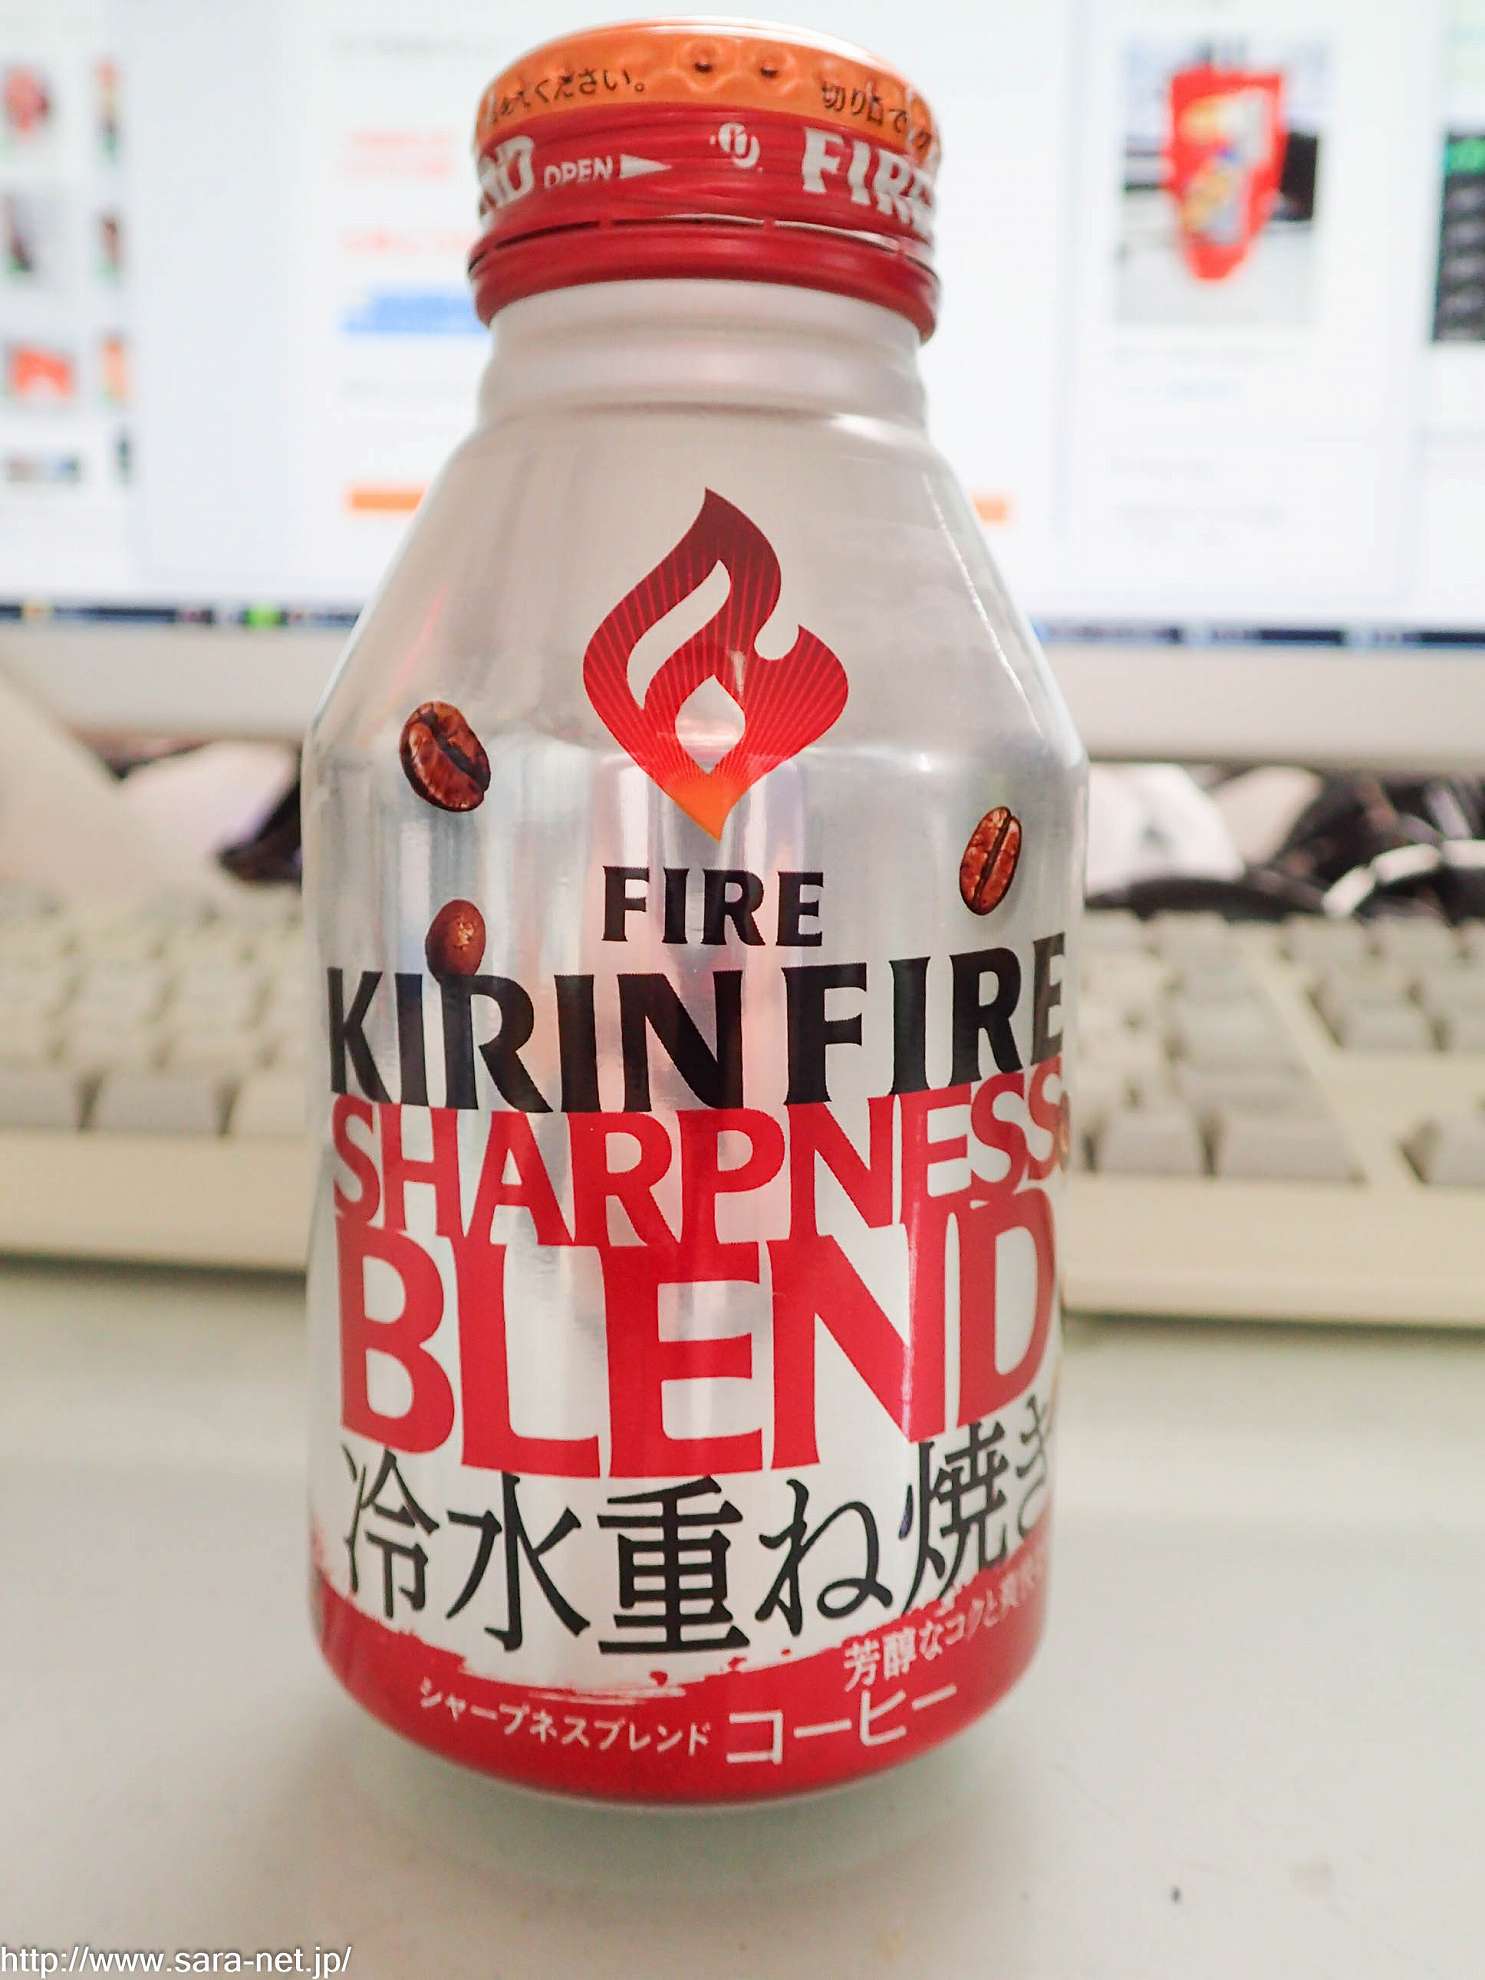 ください。
切り口で
OPEN
FIRE
FIRE
KIRIN FIRE
SHARPNESS
BLEND
冷水重ね焼き
芳醇なコクと
シャープネスブレンド コーヒー
http://www.sara-net.jp/